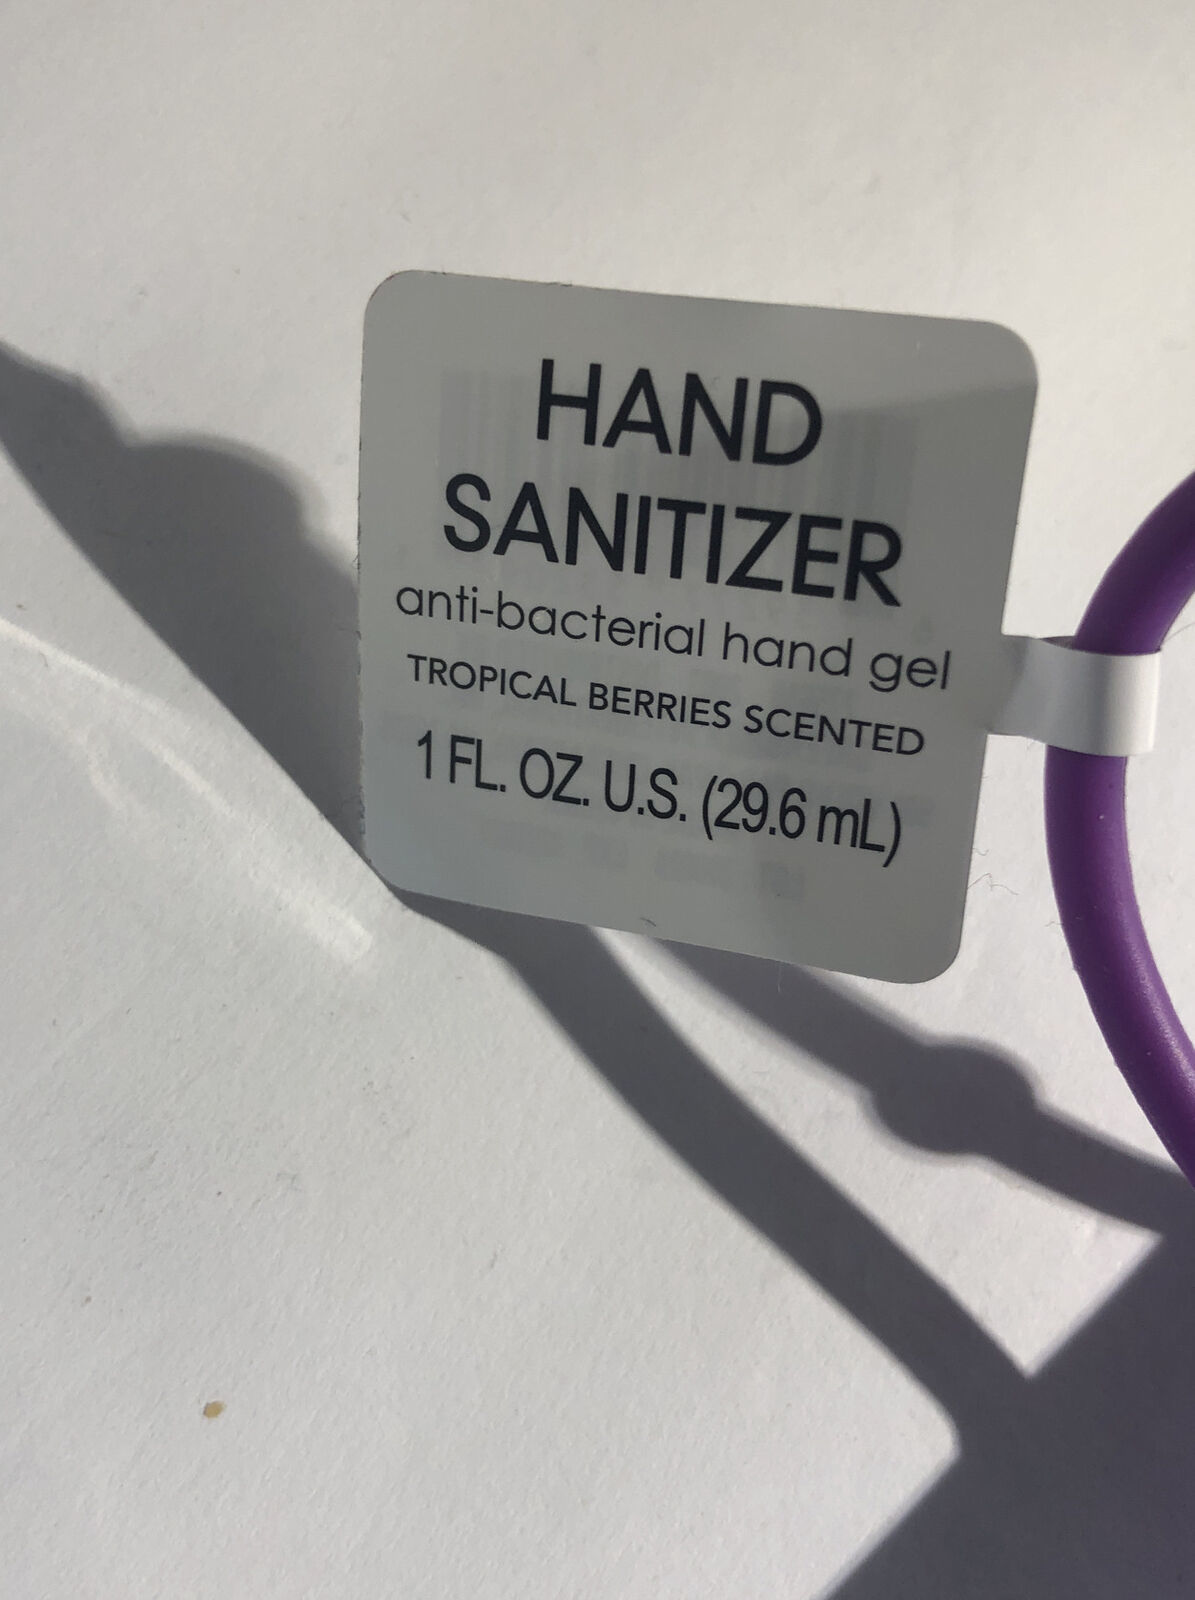 HAND
SANITIZER
anti-bacterial hand gel
TROPICAL BERRIES SCENTED
1 FL. OZ. U.S. (29.6 mL)